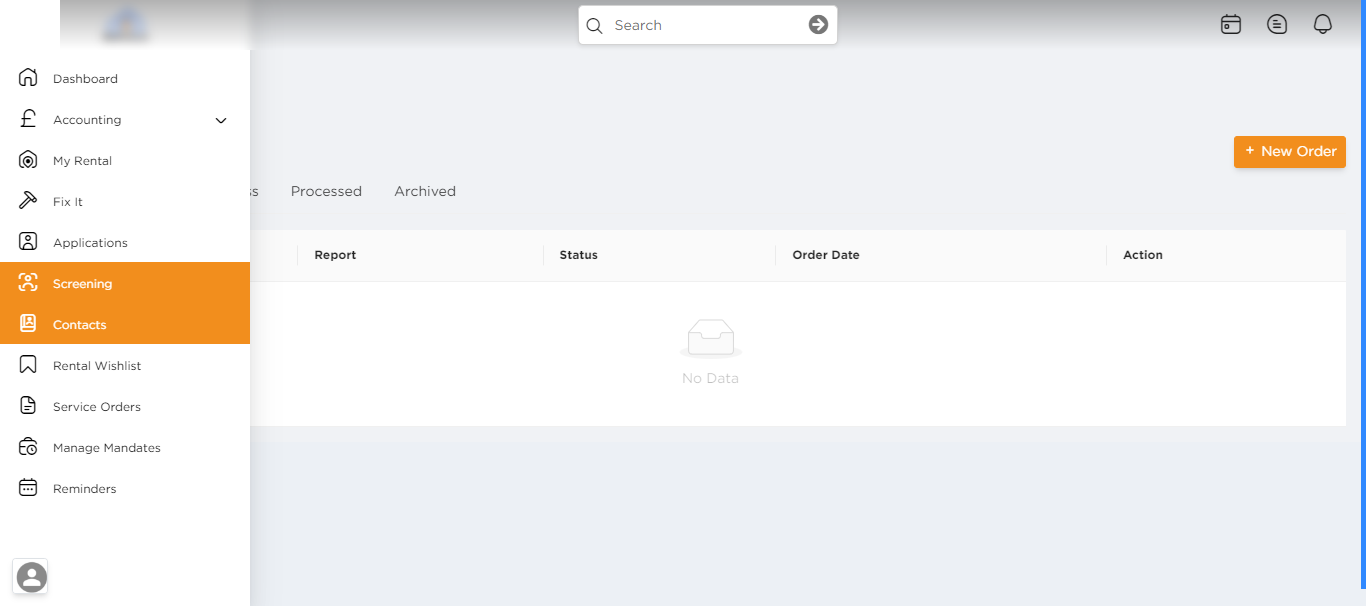 Search
Dashboard
Accounting
My Rental
Fix It
Applications
Screening
Contacts
Rental Wishlist
Service Orders
Manage Mandates
Reminders
+ New Order
Processed Archived
Report Status Order Date Action
No Data